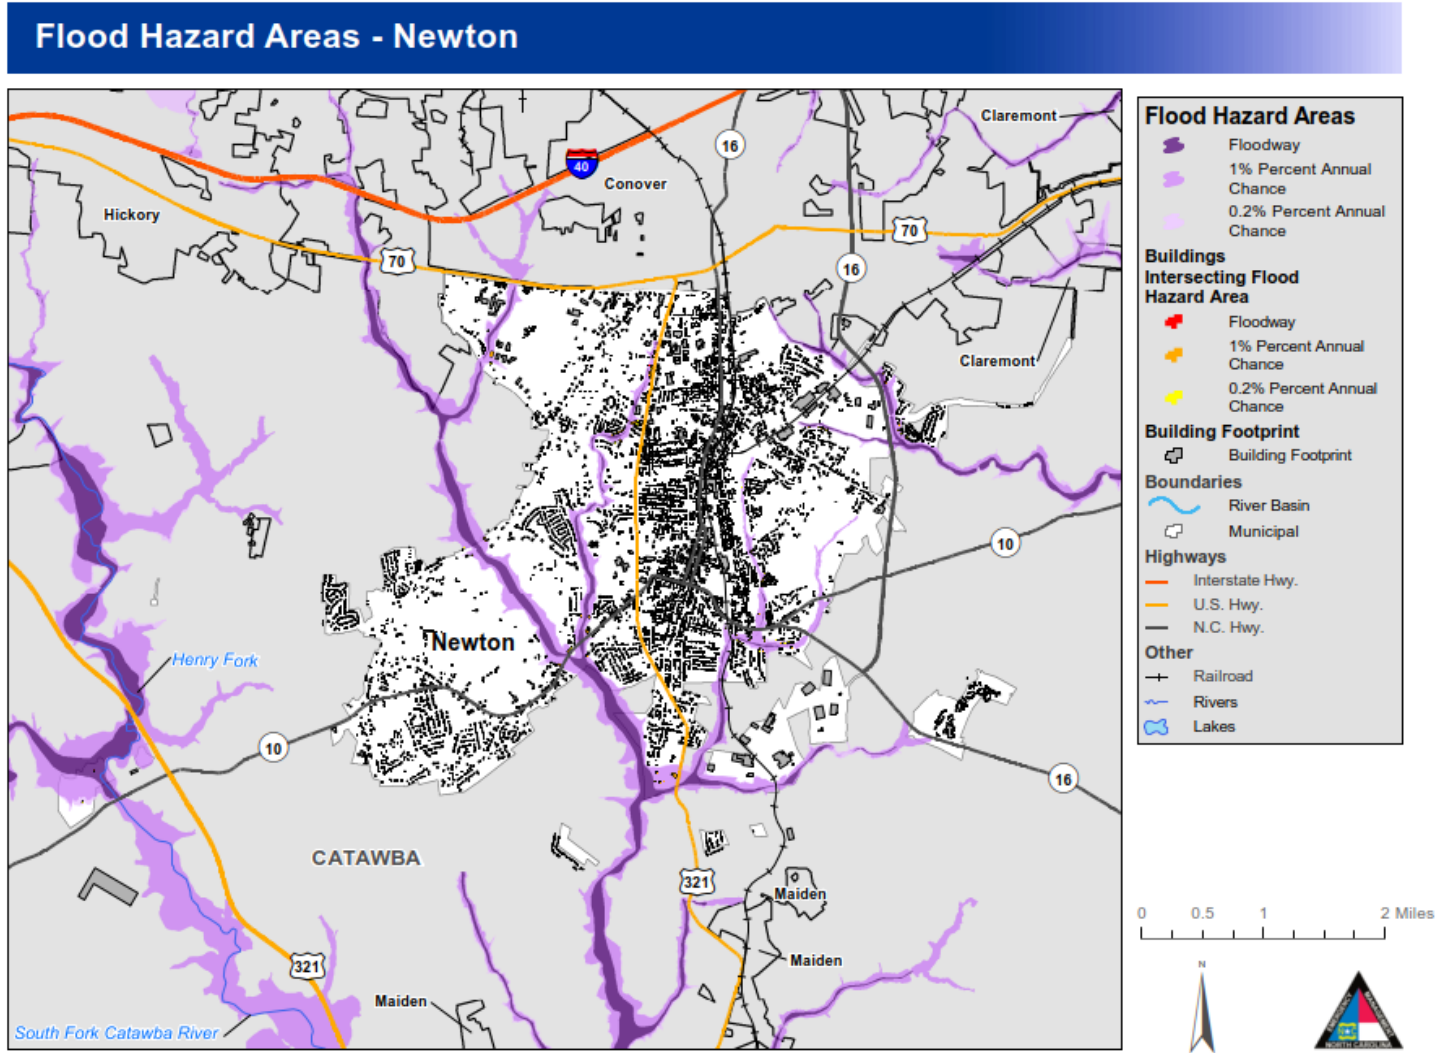 Flood Hazard Areas - Newton
Claremont
16
40
Conover
Hickory
70
70
16
Claremont
10
Newton
Henry Fork
10
16
CATAWBA
321
Maiden
Maiden
321
Maiden
South Fork Catawba River
Flood Hazard Areas
Floodway
1% Percent Annual
Chance
0.2% Percent Annual
Chance
Buildings
Intersecting Flood
Hazard Area
Floodway
1% Percent Annual
Chance
0.2% Percent Annual
Chance
Building Footprint
Building Footprint
Boundaries
River Basin
Municipal
Highways
Interstate Hwy.
U.S. Hwy.
N.C. Hwy.
Other
Railroad
Rivers
Lakes
0 0.5 1 2 Miles
N
EMERGENCY
MANAGEMENT
NORTH CAROLINA